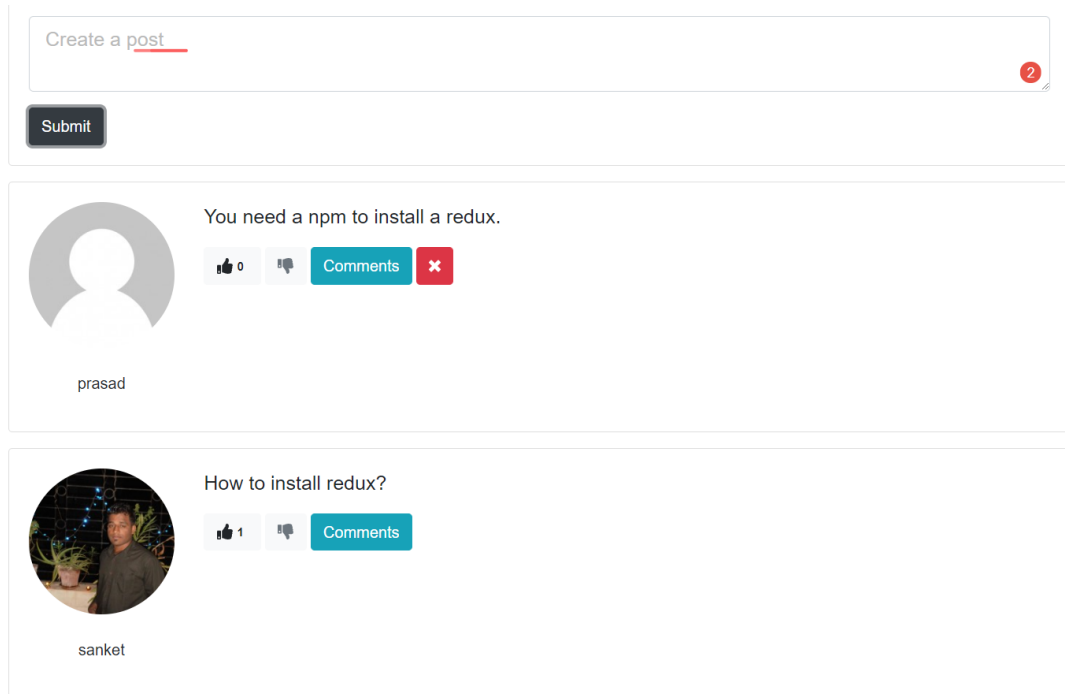 Create a post
2
Submit
You need a npm to install a redux.
0
Comments
prasad
How to install redux?
1
Comments
sanket